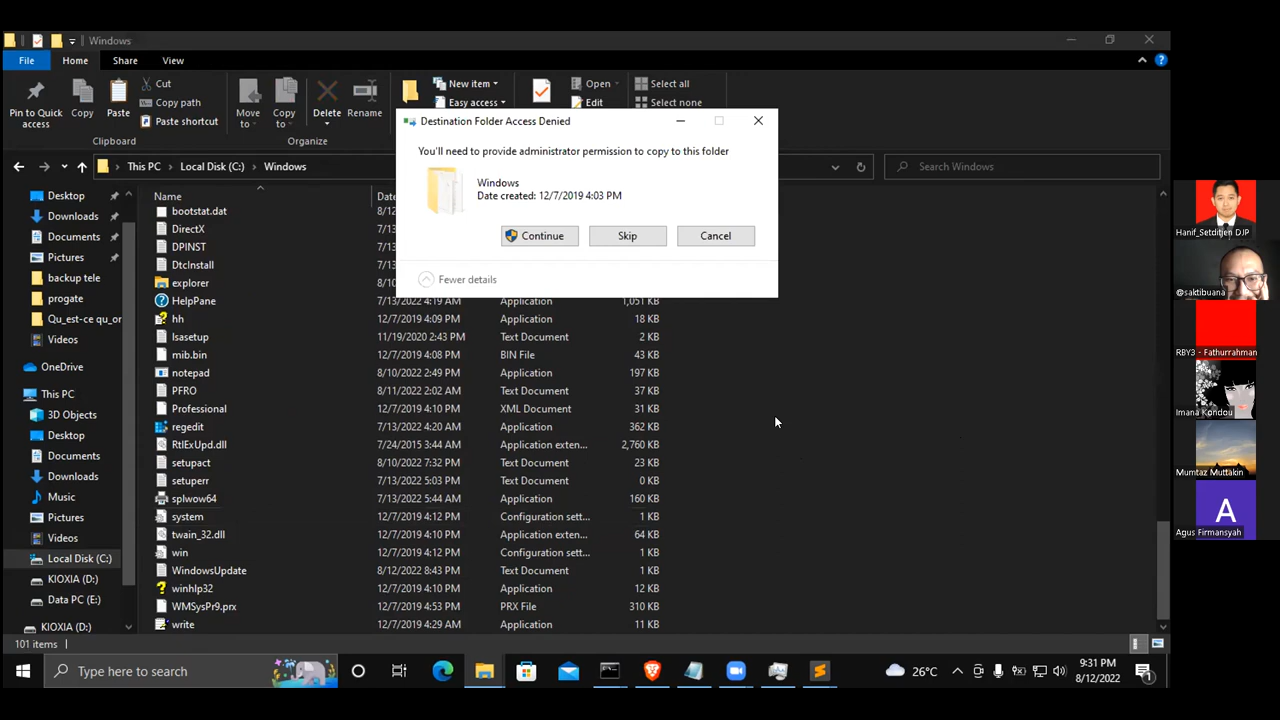 Windows
File Home Share View
Pin to Quick access
Copy
Paste
Cut
Copy path
Paste shortcut
Clipboard
Move to
Copy to
Delete
Rename
Organize
New item
Easy access
Open
Edit
Select all
Select none
Destination Folder Access Denied
You'll need to provide administrator permission to copy to this folder
Windows
Date created: 12/7/2019 4:03 PM
Continue Skip Cancel
Fewer details
This PC > Local Disk (C:) > Windows
Search Windows
Desktop
Downloads
Documents
Pictures
backup tele
progate
Qu_est-ce qu_or
Videos
OneDrive
This PC
3D Objects
Desktop
Documents
Downloads
Music
Pictures
Videos
Local Disk (C:)
KIOXIA (D:)
Data PC (E:)
KIOXIA (D:)
Name
bootstat.dat
DirectX
DPINST
DtcInstall
explorer
HelpPane 7/13/2022 4:19 AM Application 1,051 KB
hh 12/7/2019 4:09 PM Application 18 KB
lsasetup 11/19/2020 2:43 PM Text Document 2 KB
mib.bin 12/7/2019 4:08 PM BIN File 43 KB
notepad 8/10/2022 2:49 PM Application 197 KB
PFRO 8/11/2022 2:02 AM Text Document 37 KB
Professional 12/7/2019 4:10 PM XML Document 31 KB
regedit 7/13/2022 4:20 AM Application 362 KB
RtlExUpd.dll 7/24/2015 3:44 AM Application exten... 2,760 KB
setupact 8/10/2022 7:32 PM Text Document 23 KB
setuperr 7/13/2022 5:03 PM Text Document 0 KB
splwow64 7/13/2022 5:44 AM Application 160 KB
system 12/7/2019 4:12 PM Configuration sett... 1 KB
twain_32.dll 12/7/2019 4:10 PM Application exten... 64 KB
win 12/7/2019 4:12 PM Configuration sett... 1 KB
WindowsUpdate 8/12/2022 8:43 PM Text Document 1 KB
winhlp32 12/7/2019 4:10 PM Application 12 KB
WMSysPr9.prx 12/7/2019 4:53 PM PRX File 310 KB
write 12/7/2019 4:29 AM Application 11 KB
101 items
Type here to search
26°C
9:31 PM
8/12/2022
1
Hanif_Setditjen DJP
@saktibuana
RBY3 - Fathurrahman
Imana Kondou
Mumtaz Muttakin
A
Agus Firmansyah